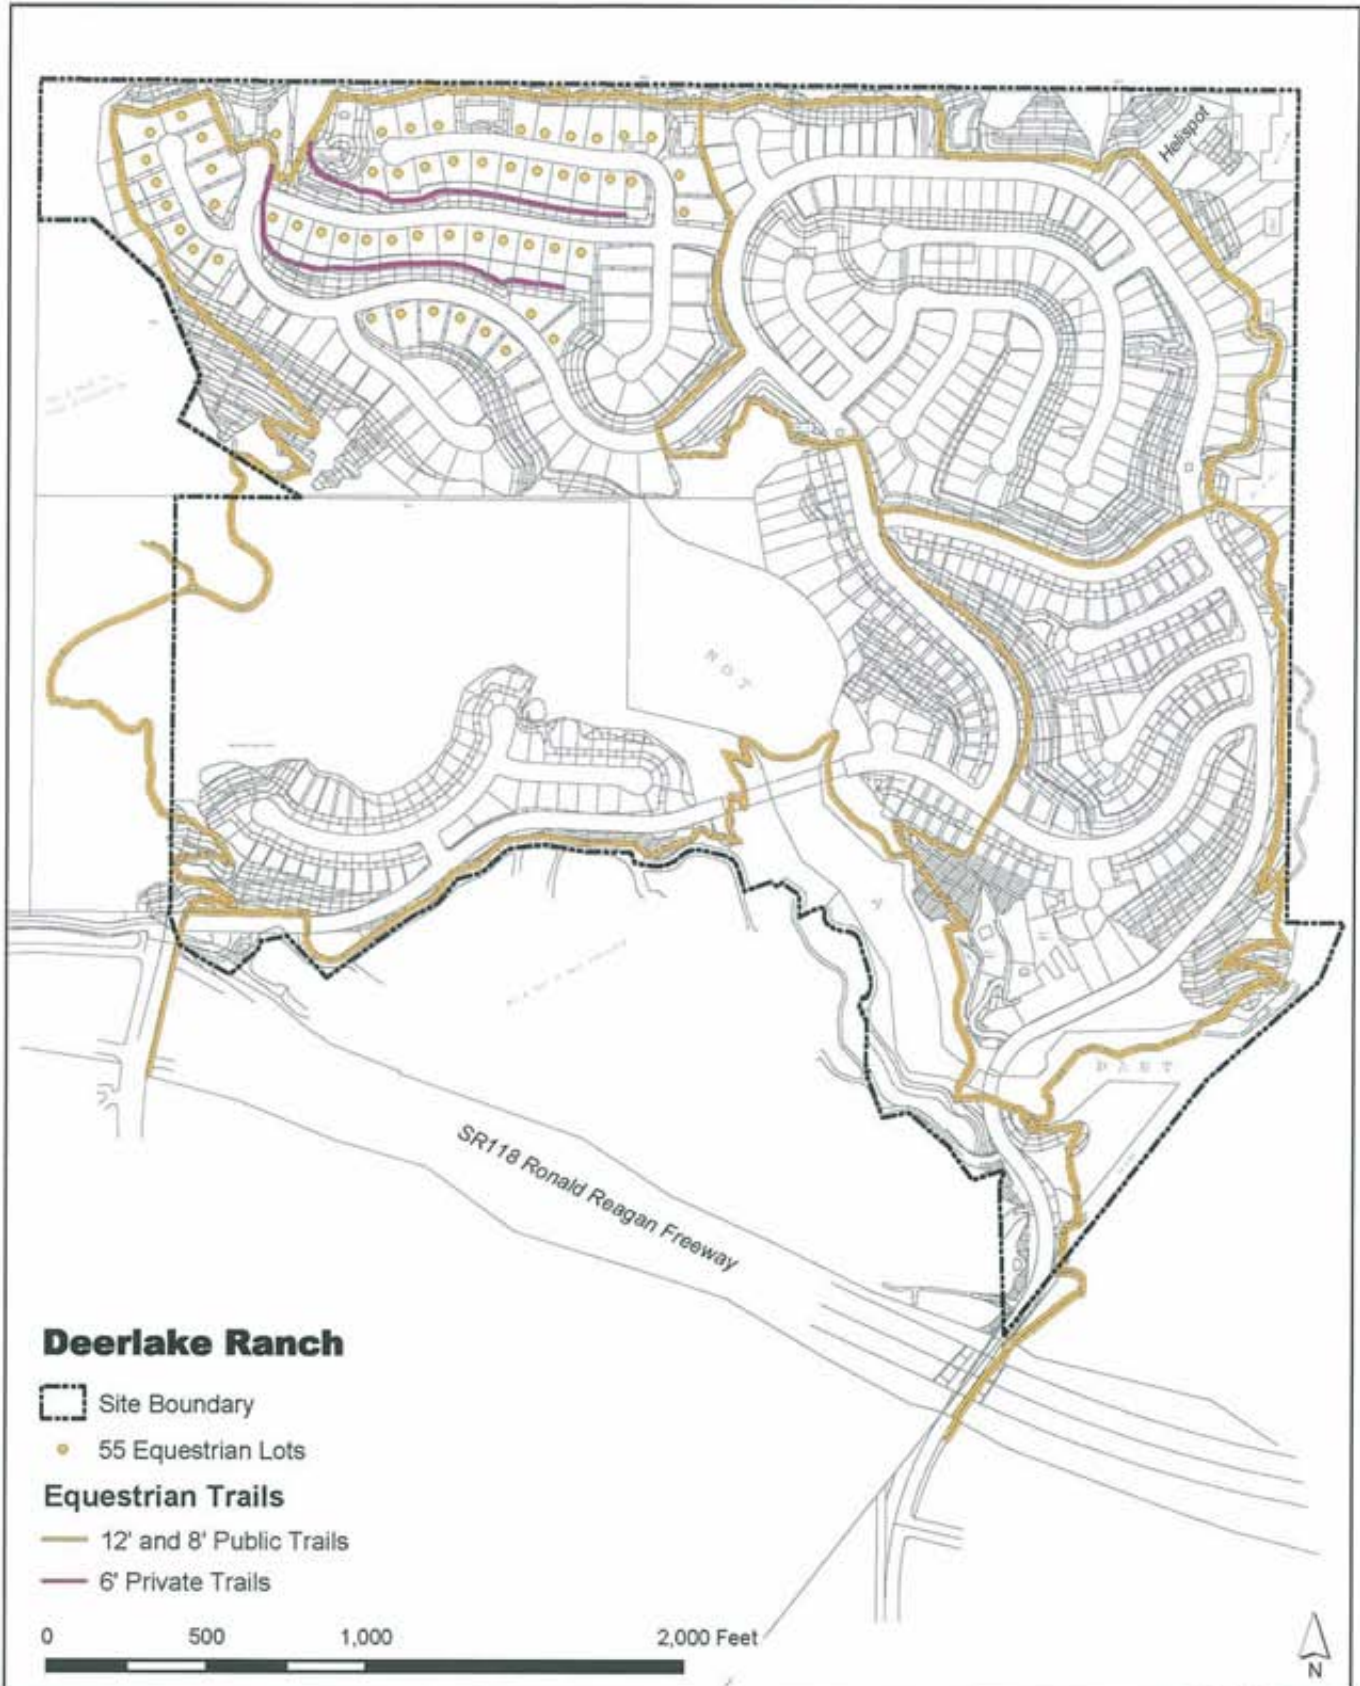 Helispot
SR118 Ronald Reagan Freeway
Deerlake Ranch
Site Boundary
55 Equestrian Lots
Equestrian Trails
12' and 8' Public Trails
6' Private Trails
0 500 1,000 2,000 Feet
N